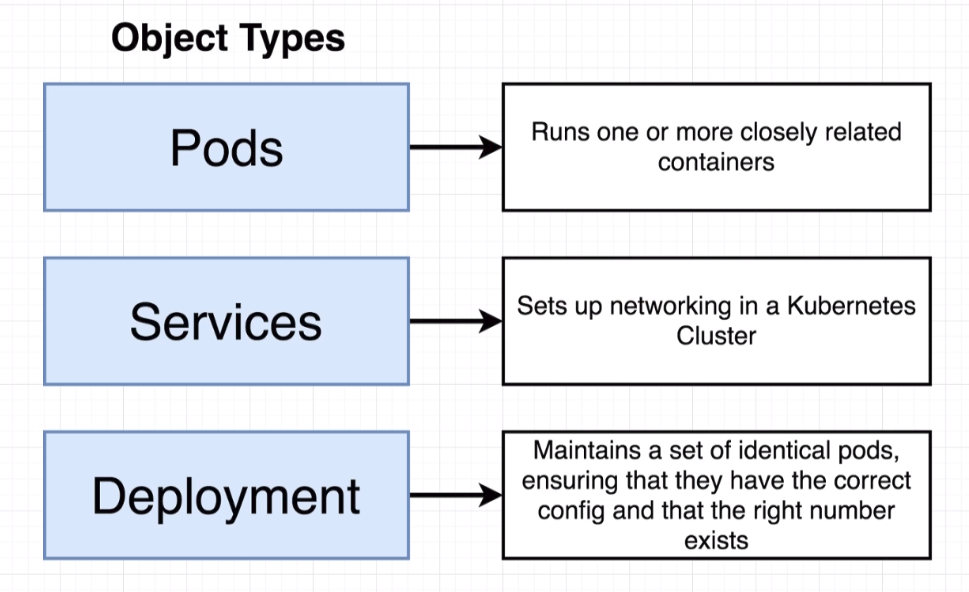 Object Types
Pods
Runs one or more closely related
containers
Services
Sets up networking in a Kubernetes
Cluster
Deployment
Maintains a set of identical pods,
ensuring that they have the correct
config and that the right number
exists